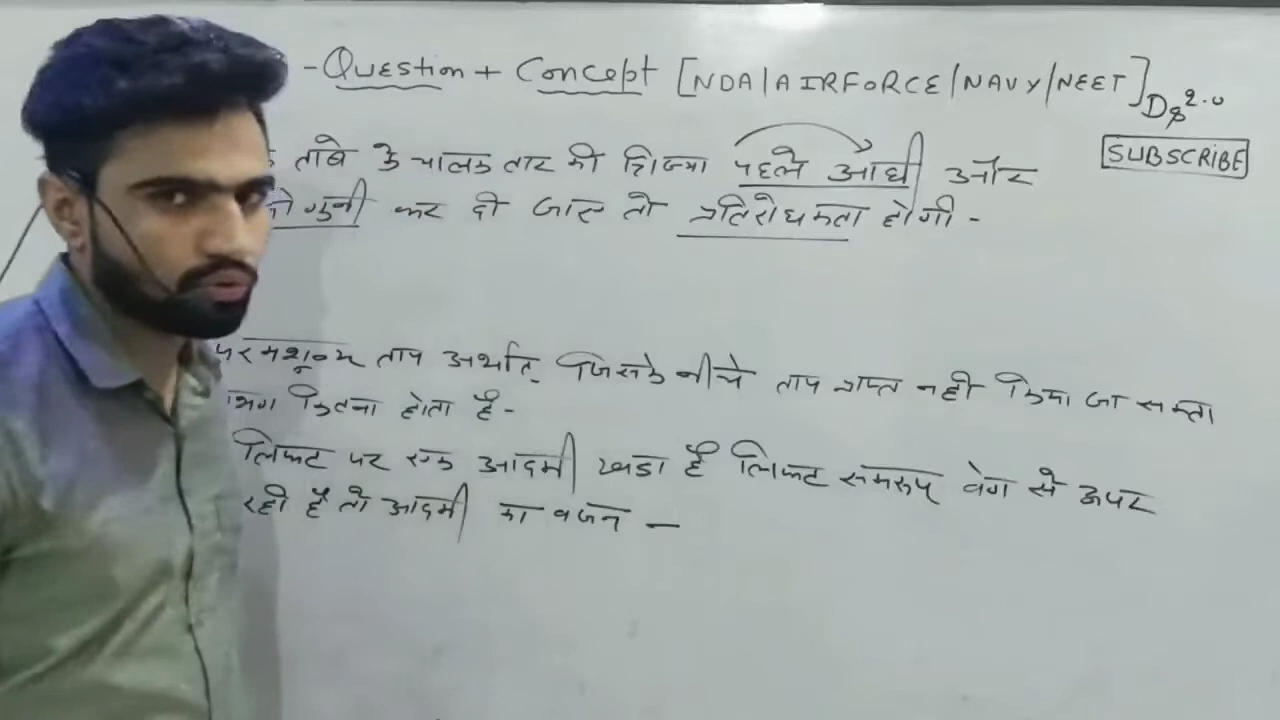 -Question + Concept [NDA/AIRFORCE/NAVY/NEET]
D$ 2.0
SUBSCRIBE
तांबे के चालक तार की त्रिज्या पहले आधी और
गुनी कर दी जाए तो प्रतिरोधकता होगी -
परमशून्य ताप अर्थात् जिसके नीचे ताप प्राप्त नही किया जा सकता
कितना होता है -
लिफ्ट पर एक आदमी खडा है लिफ्ट समरूप वेग से ऊपर
रही है तो आदमी का वजन -